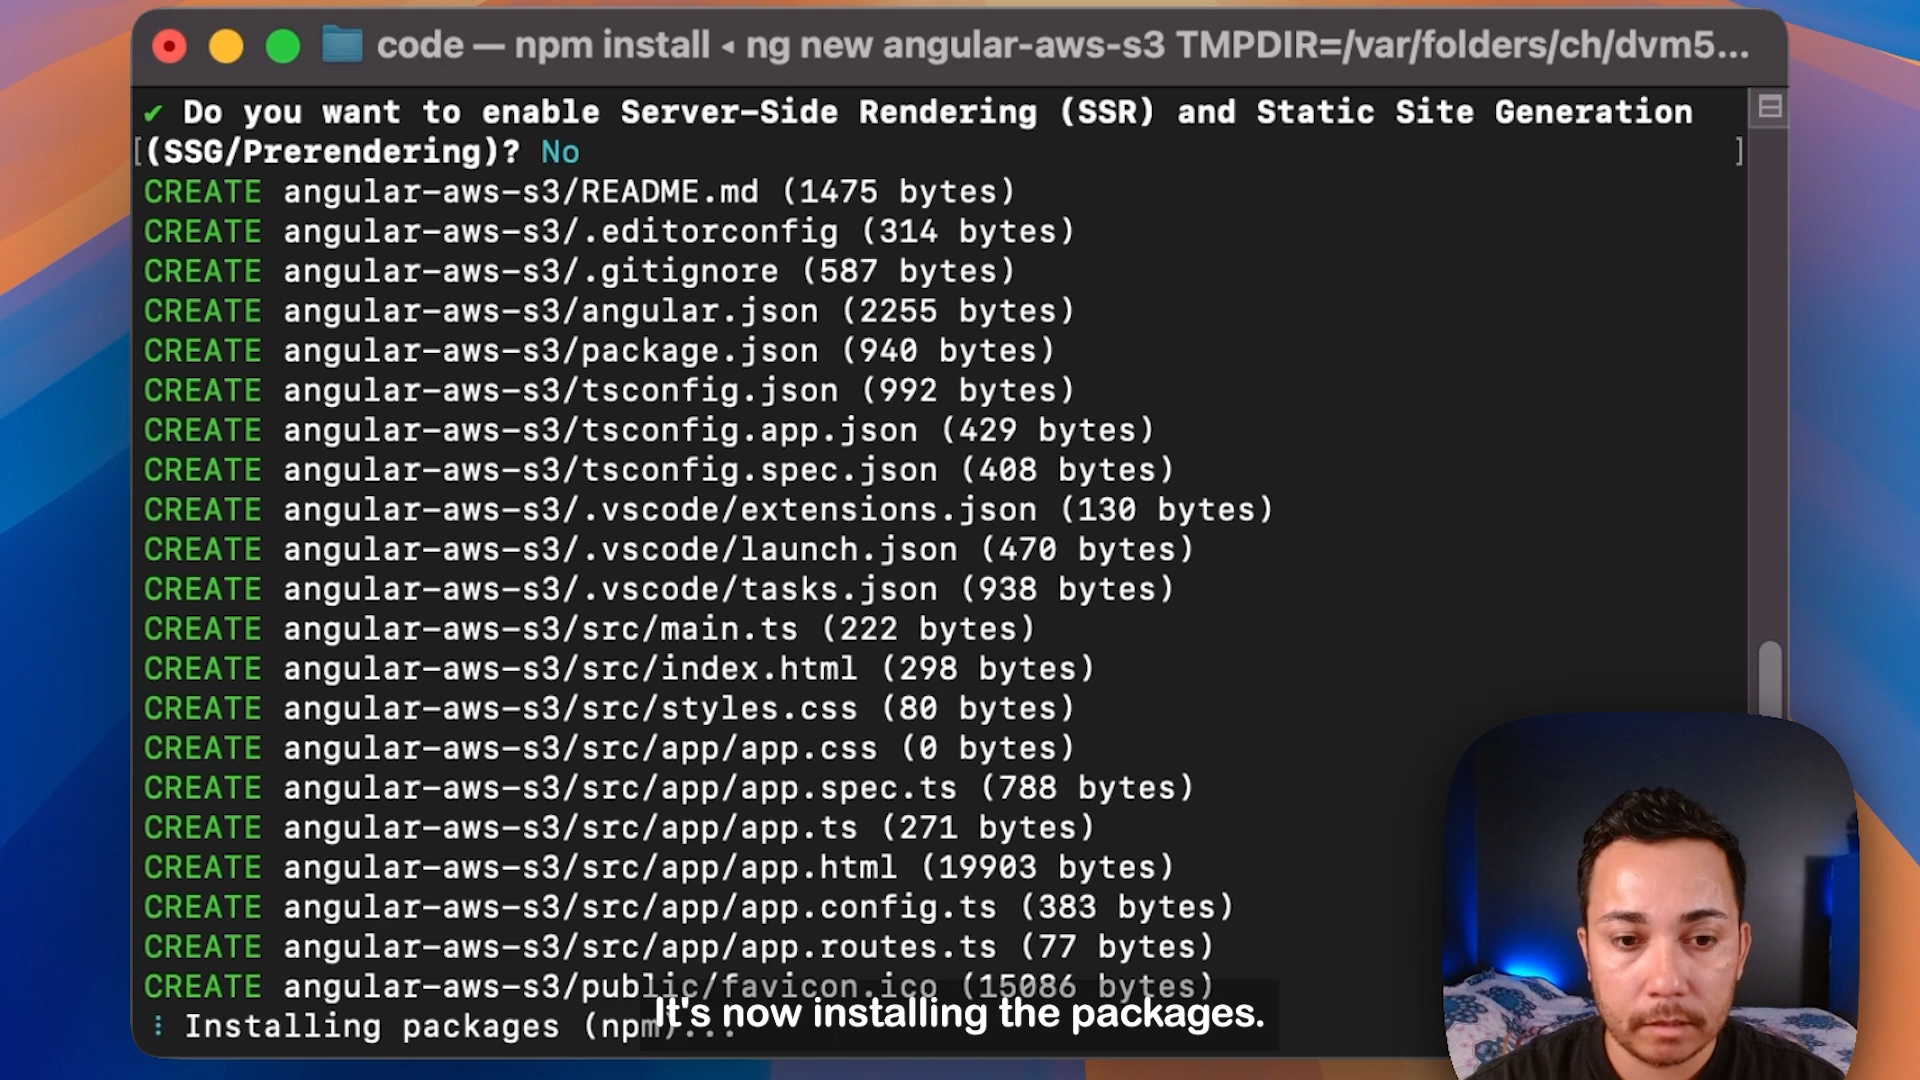 code — npm install ◂ ng new angular-aws-s3 TMPDIR=/var/folders/ch/dvm5...
✔ Do you want to enable Server-Side Rendering (SSR) and Static Site Generation
[(SSG/Prerendering)? No ]
CREATE angular-aws-s3/README.md (1475 bytes)
CREATE angular-aws-s3/.editorconfig (314 bytes)
CREATE angular-aws-s3/.gitignore (587 bytes)
CREATE angular-aws-s3/angular.json (2255 bytes)
CREATE angular-aws-s3/package.json (940 bytes)
CREATE angular-aws-s3/tsconfig.json (992 bytes)
CREATE angular-aws-s3/tsconfig.app.json (429 bytes)
CREATE angular-aws-s3/tsconfig.spec.json (408 bytes)
CREATE angular-aws-s3/.vscode/extensions.json (130 bytes)
CREATE angular-aws-s3/.vscode/launch.json (470 bytes)
CREATE angular-aws-s3/.vscode/tasks.json (938 bytes)
CREATE angular-aws-s3/src/main.ts (222 bytes)
CREATE angular-aws-s3/src/index.html (298 bytes)
CREATE angular-aws-s3/src/styles.css (80 bytes)
CREATE angular-aws-s3/src/app/app.css (0 bytes)
CREATE angular-aws-s3/src/app/app.spec.ts (788 bytes)
CREATE angular-aws-s3/src/app/app.ts (271 bytes)
CREATE angular-aws-s3/src/app/app.html (19903 bytes)
CREATE angular-aws-s3/src/app/app.config.ts (383 bytes)
CREATE angular-aws-s3/src/app/app.routes.ts (77 bytes)
CREATE angular-aws-s3/public/favicon.ico (15086 bytes)
⋮ Installing packages (npm)...
It's now installing the packages.